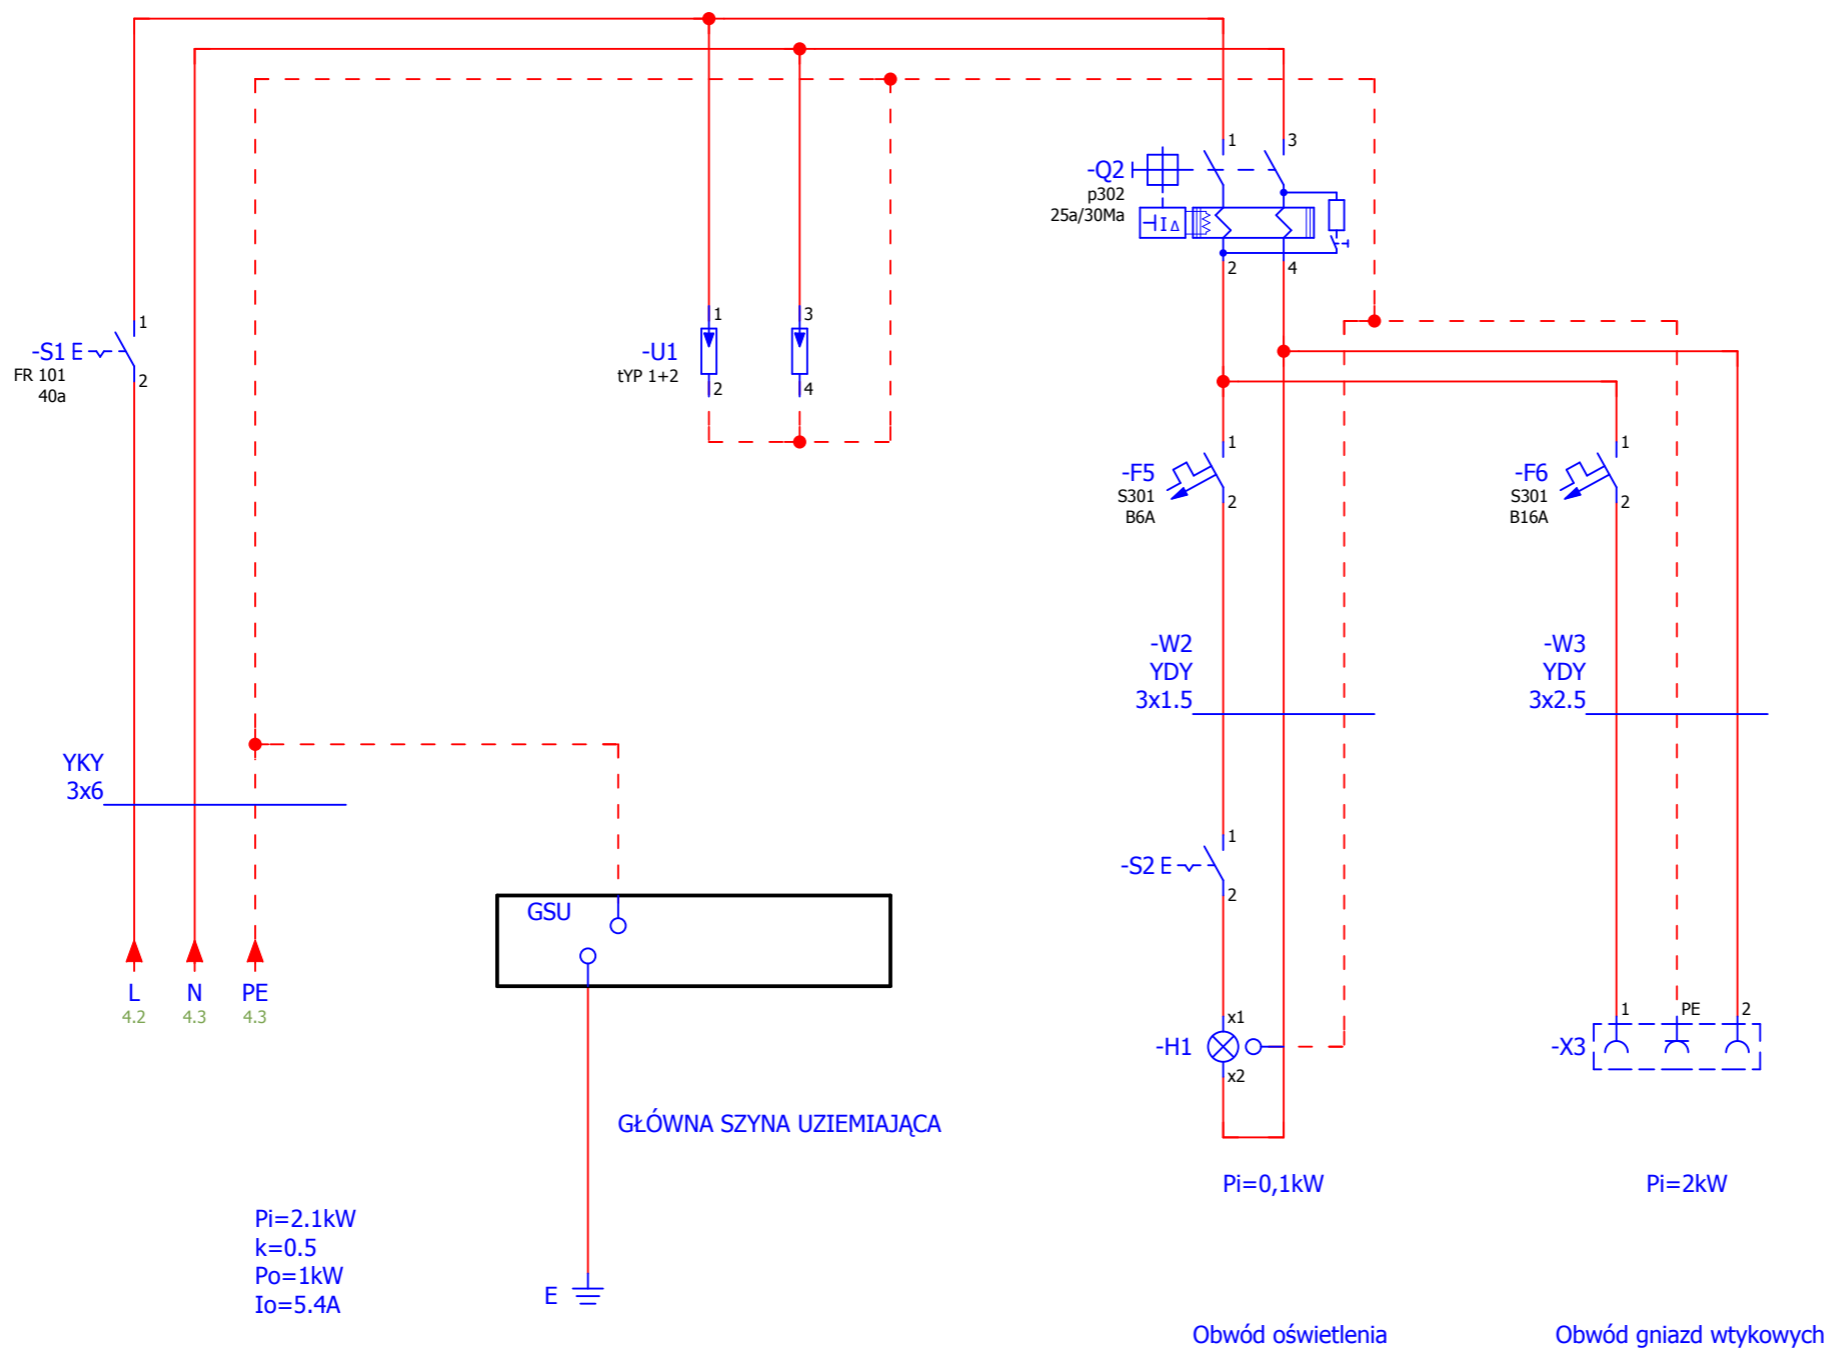 1
3
-Q2
p302
25a/30Ma
⊣I∆
2
4
1
-S1 E
FR 101
40a
2
1
3
-U1
tYP 1+2
2
4
1
-F5
S301
B6A
2
1
-F6
S301
B16A
2
-W2
YDY
3x1.5
-W3
YDY
3x2.5
YKY
3x6
1
-S2 E
2
GSU
L
N
PE
4.2
4.3
4.3
x1
-H1
x2
1
PE
2
-X3
GŁÓWNA SZYNA UZIEMIAJĄCA
Pi=0,1kW
Pi=2kW
Pi=2.1kW
k=0.5
Po=1kW
Io=5.4A
E
Obwód oświetlenia
Obwód gniazd wtykowych